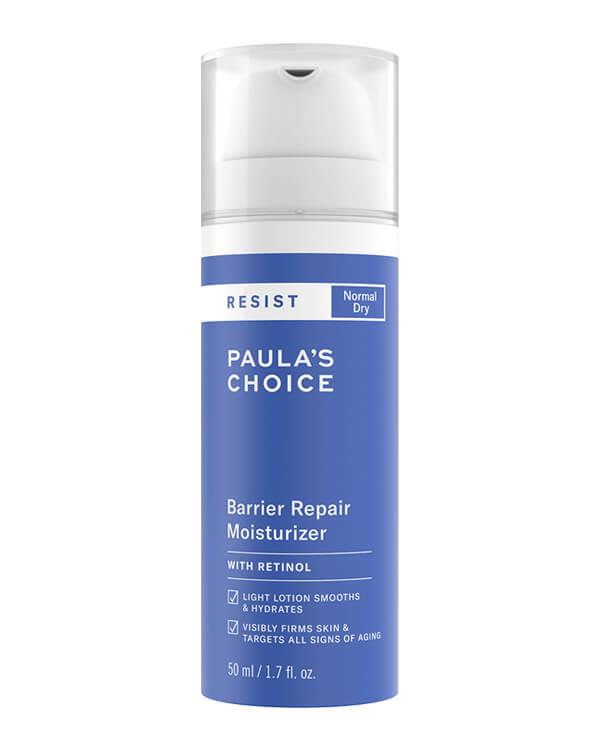 RESIST
Normal
Dry
PAULA'S
CHOICE
Barrier Repair
Moisturizer
WITH RETINOL
LIGHT LOTION SMOOTHS
& HYDRATES
VISIBLY FIRMS SKIN &
TARGETS ALL SIGNS OF AGING
50 ml / 1.7 fl. oz.